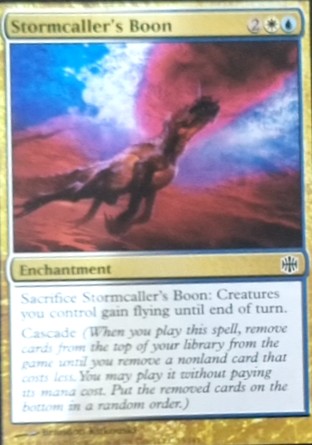 Stormcaller's Boon 2
Enchantment
Sacrifice Stormcaller's Boon: Creatures
you control gain flying until end of turn.
Cascade (When you play this spell, remove
cards from the top of your library from the
game until you remove a nonland card that
costs less. You may play it without paying
its mana cost. Put the removed cards on the
bottom in a random order.)